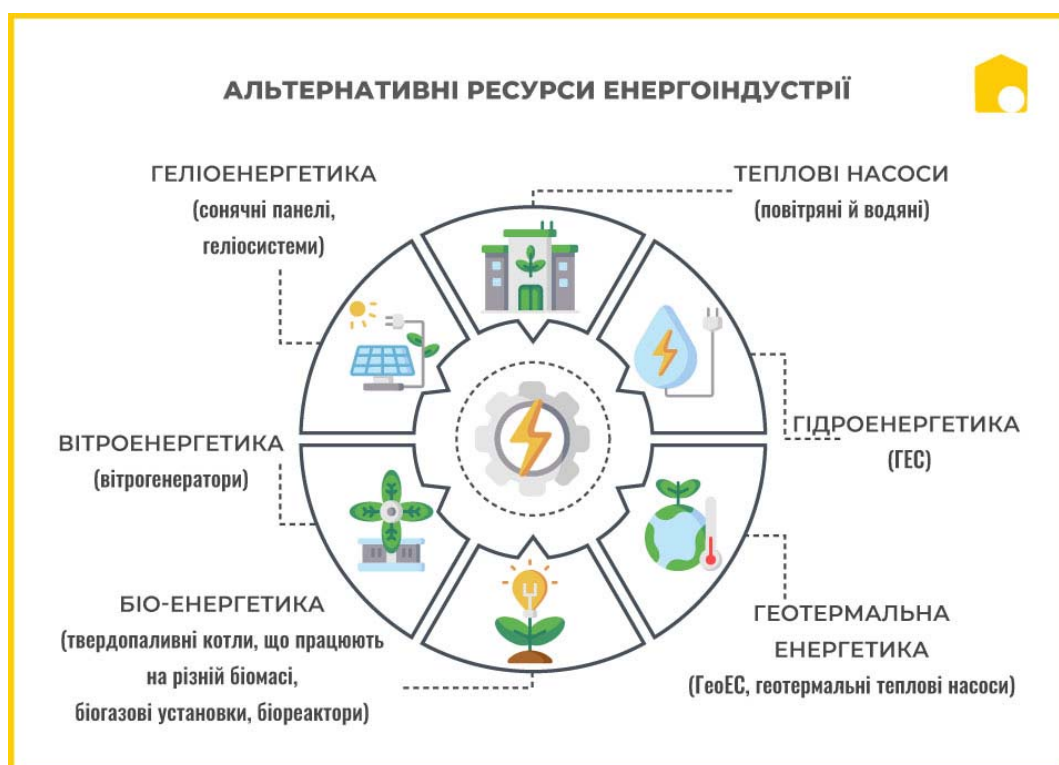 АЛЬТЕРНАТИВНІ РЕСУРСИ ЕНЕРГОІНДУСТРІЇ
ГЕЛІОЕНЕРГЕТИКА
(сонячні панелі,
геліосистеми)
ТЕПЛОВІ НАСОСИ
(повітряні й водяні)
ВІТРОЕНЕРГЕТИКА
(вітрогенератори)
ГІДРОЕНЕРГЕТИКА
(ГЕС)
БІО-ЕНЕРГЕТИКА
(твердопаливні котли, що працюють
на різній біомасі,
біогазові установки, біореактори)
ГЕОТЕРМАЛЬНА
ЕНЕРГЕТИКА
(ГеоЕС, геотермальні теплові насоси)